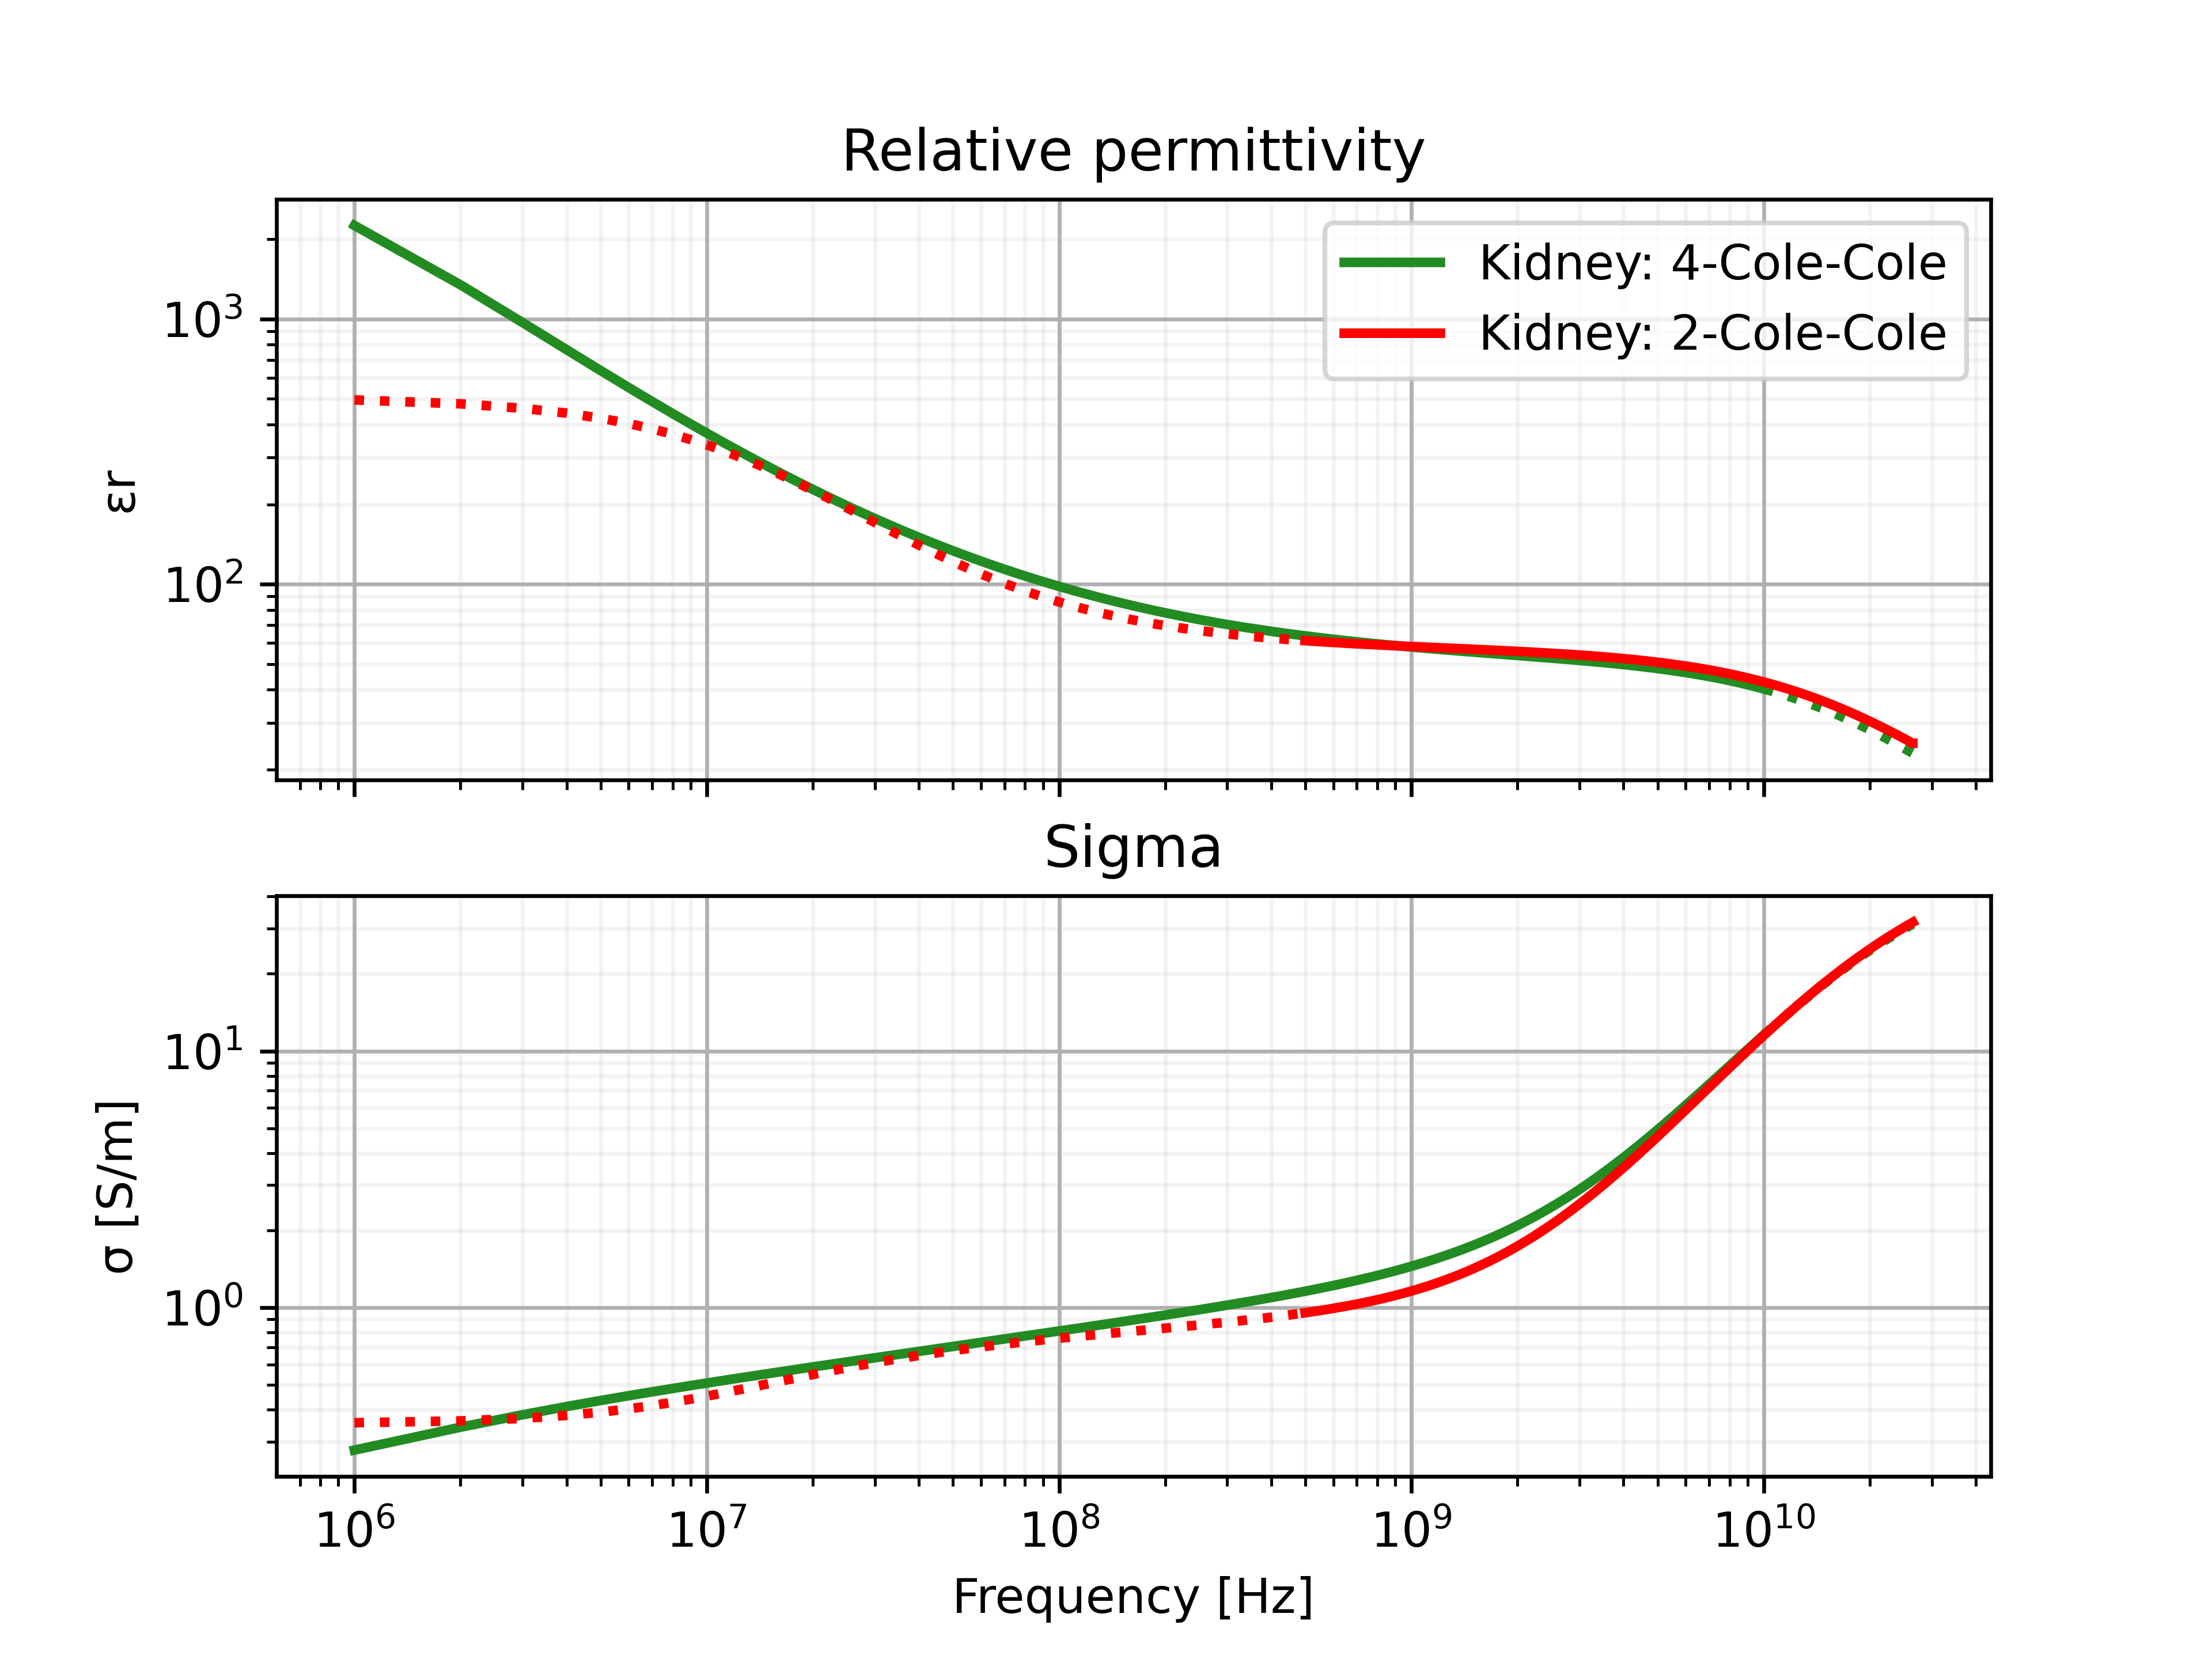 Relative permittivity
Kidney: 4-Cole-Cole
Kidney: 2-Cole-Cole
10³
10²
εr
Sigma
10¹
10⁰
σ [S/m]
10⁶ 10⁷ 10⁸ 10⁹ 10¹⁰
Frequency [Hz]